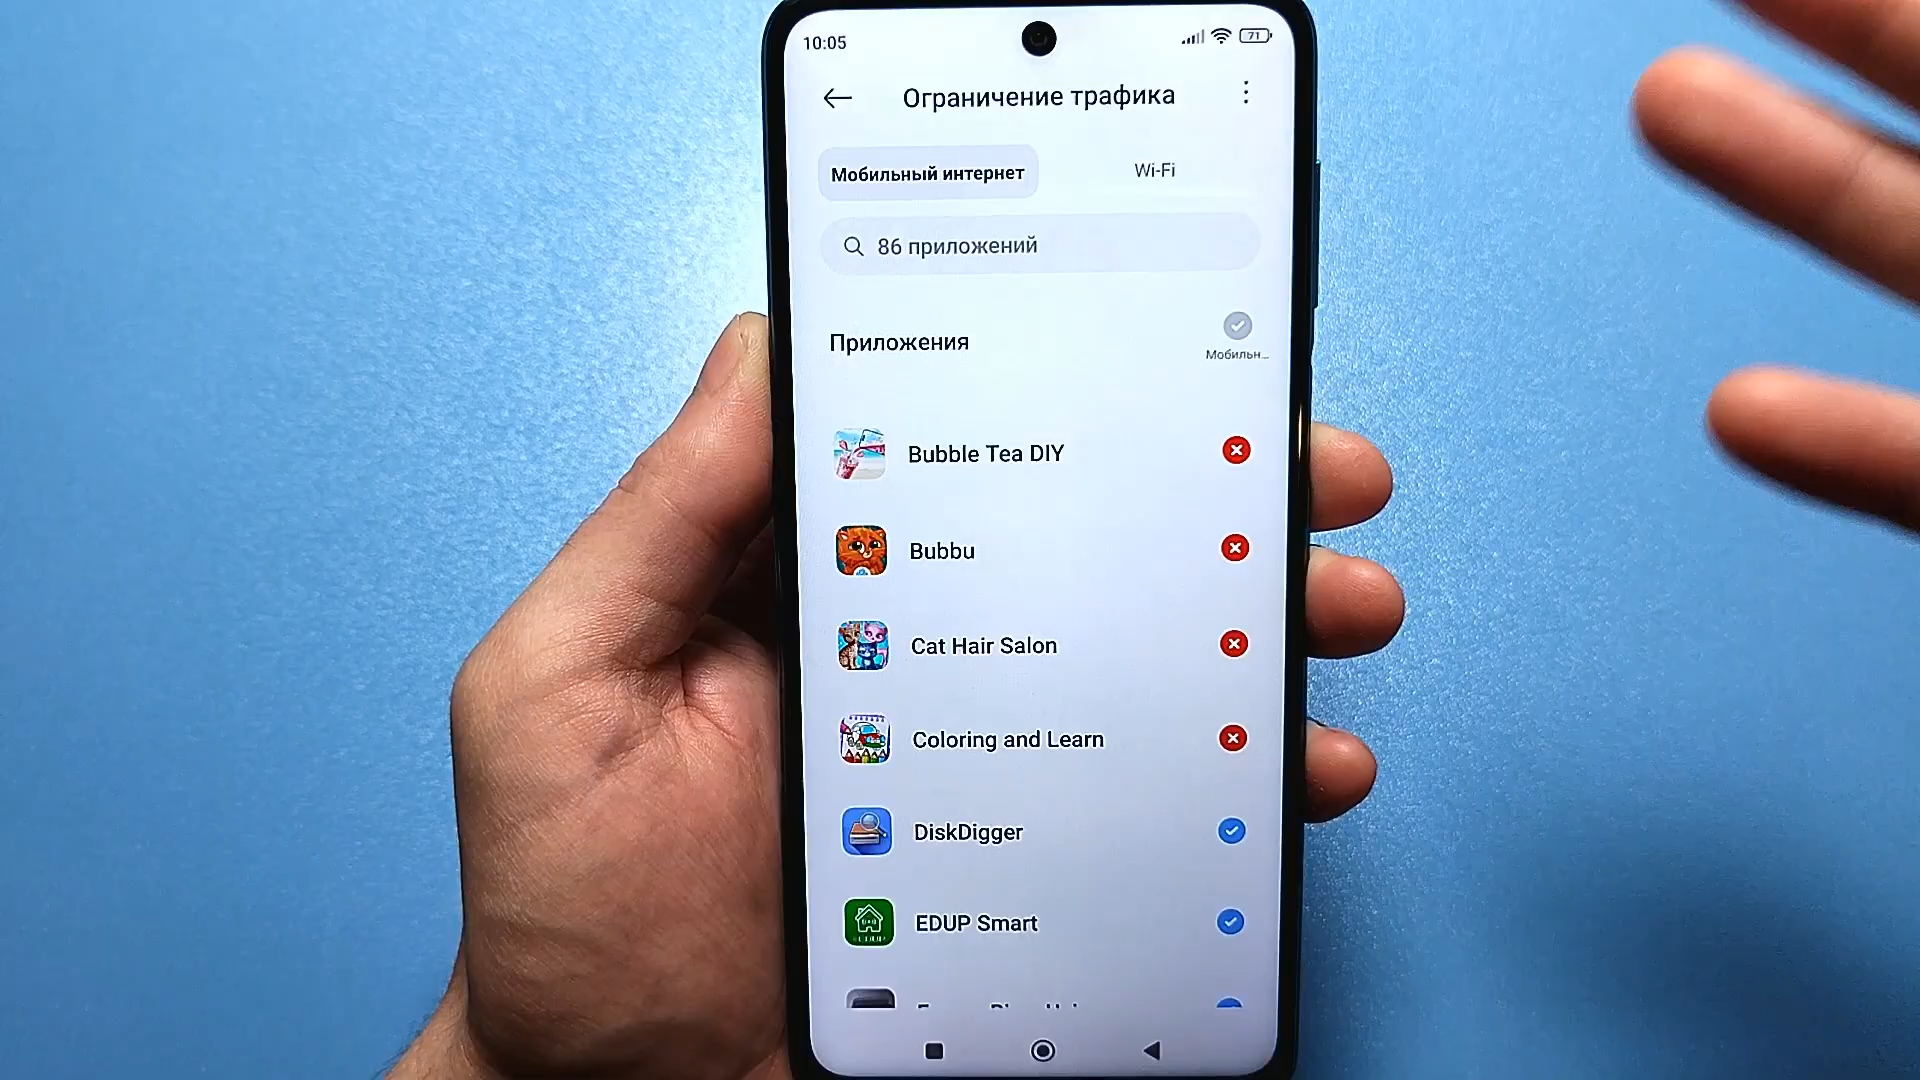 10:05
71
Ограничение трафика
Мобильный интернет
Wi-Fi
86 приложений
Приложения
Мобильн...
Bubble Tea DIY
Bubbu
Cat Hair Salon
Coloring and Learn
DiskDigger
EDUP Smart